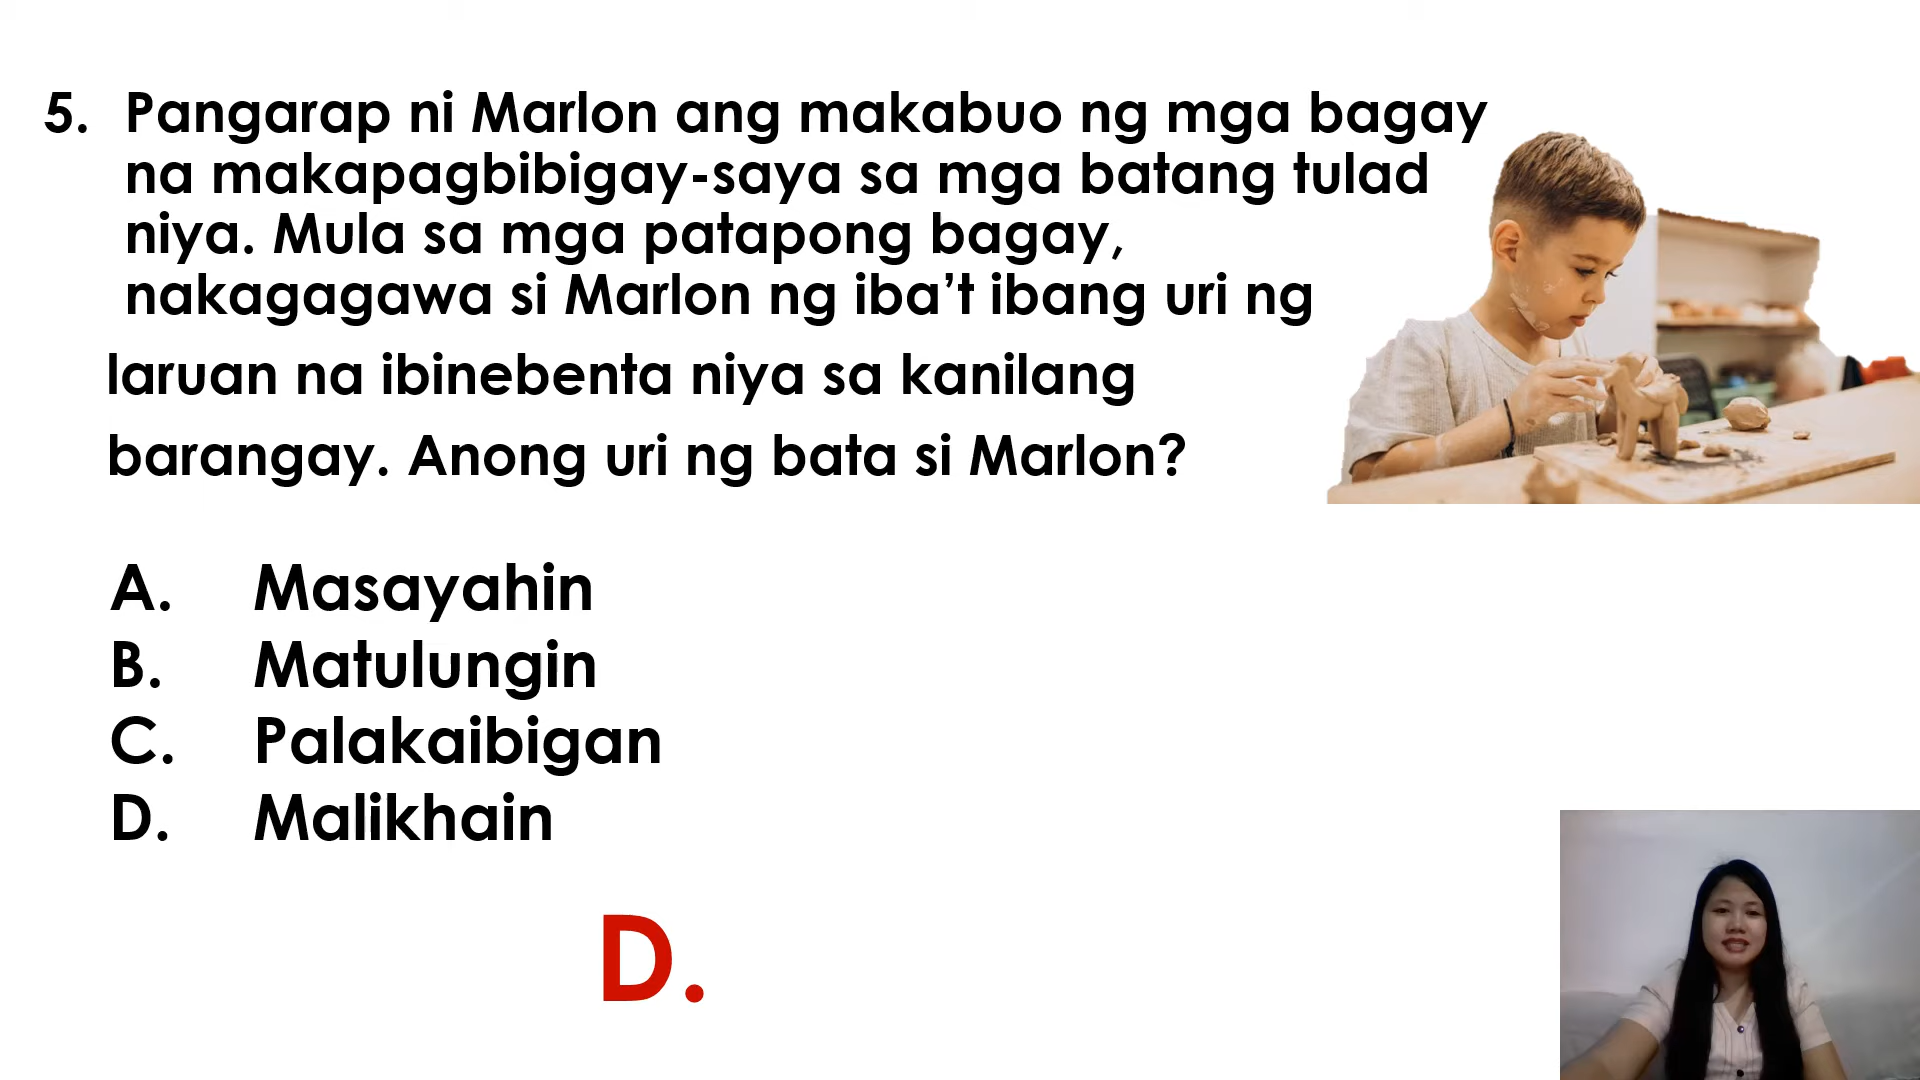 5. Pangarap ni Marlon ang makabuo ng mga bagay
na makapagbibigay-saya sa mga batang tulad
niya. Mula sa mga patapong bagay,
nakagagawa si Marlon ng iba’t ibang uri ng
laruan na ibinebenta niya sa kanilang
barangay. Anong uri ng bata si Marlon?
A. Masayahin
B. Matulungin
C. Palakaibigan
D. Malikhain
D.